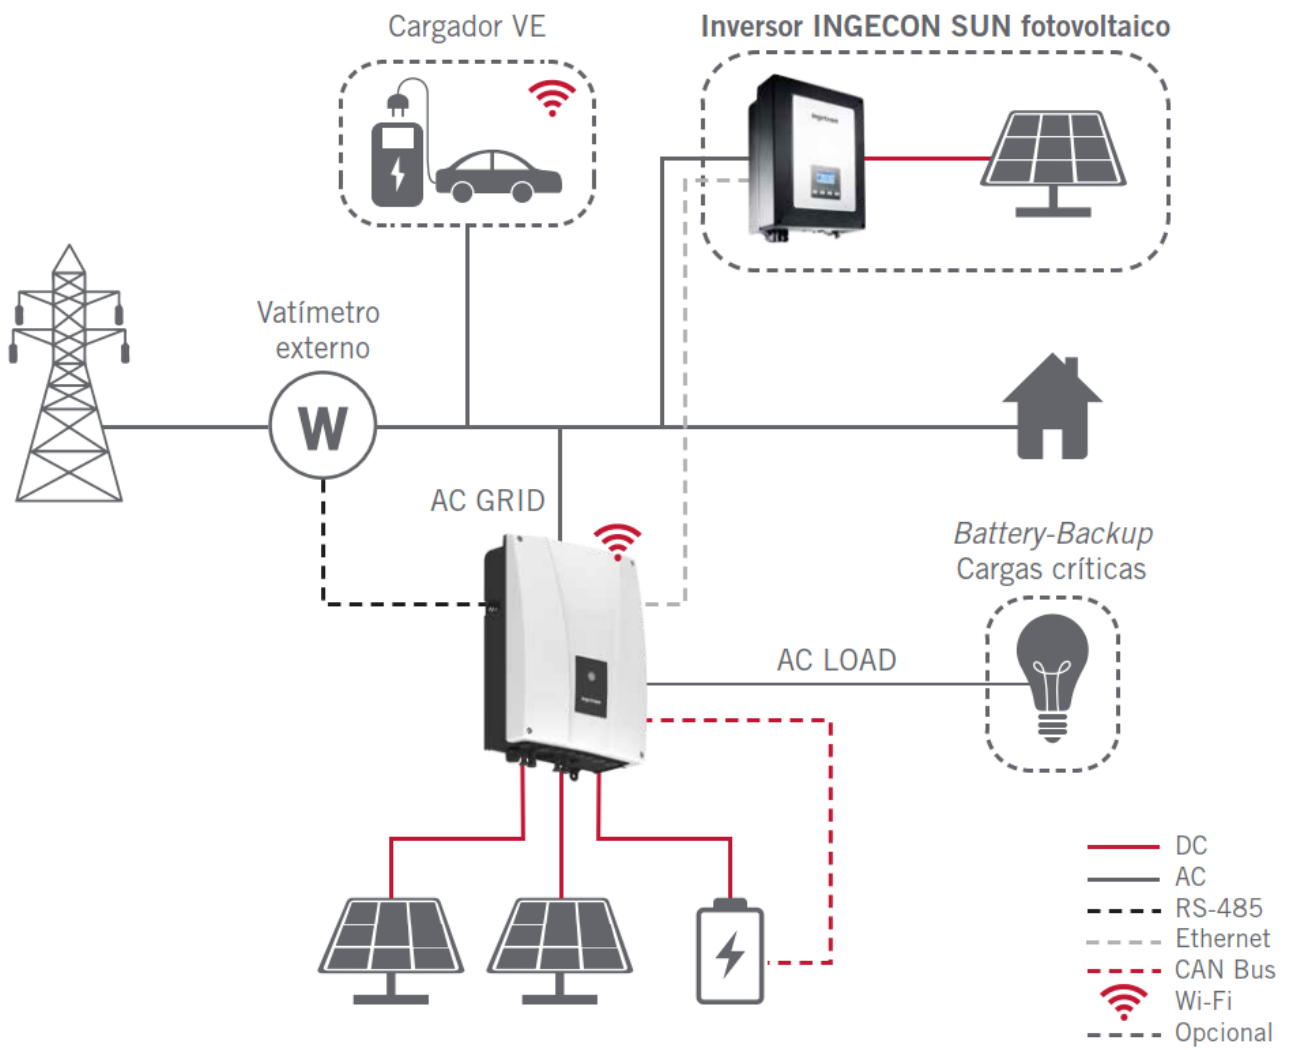 Cargador VE
Inversor INGECON SUN fotovoltaico
Vatímetro
externo
W
AC GRID
Battery-Backup
Cargas críticas
AC LOAD
DC
AC
RS-485
Ethernet
CAN Bus
Wi-Fi
Opcional